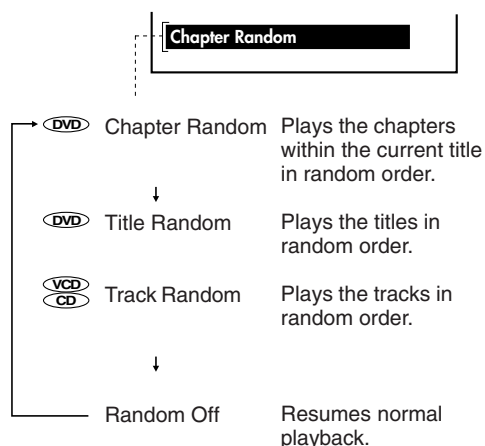 Chapter Random
DVD Chapter Random Plays the chapters
within the current title
in random order.
DVD Title Random Plays the titles in
random order.
VCD
CD Track Random Plays the tracks in
random order.
Random Off Resumes normal
playback.